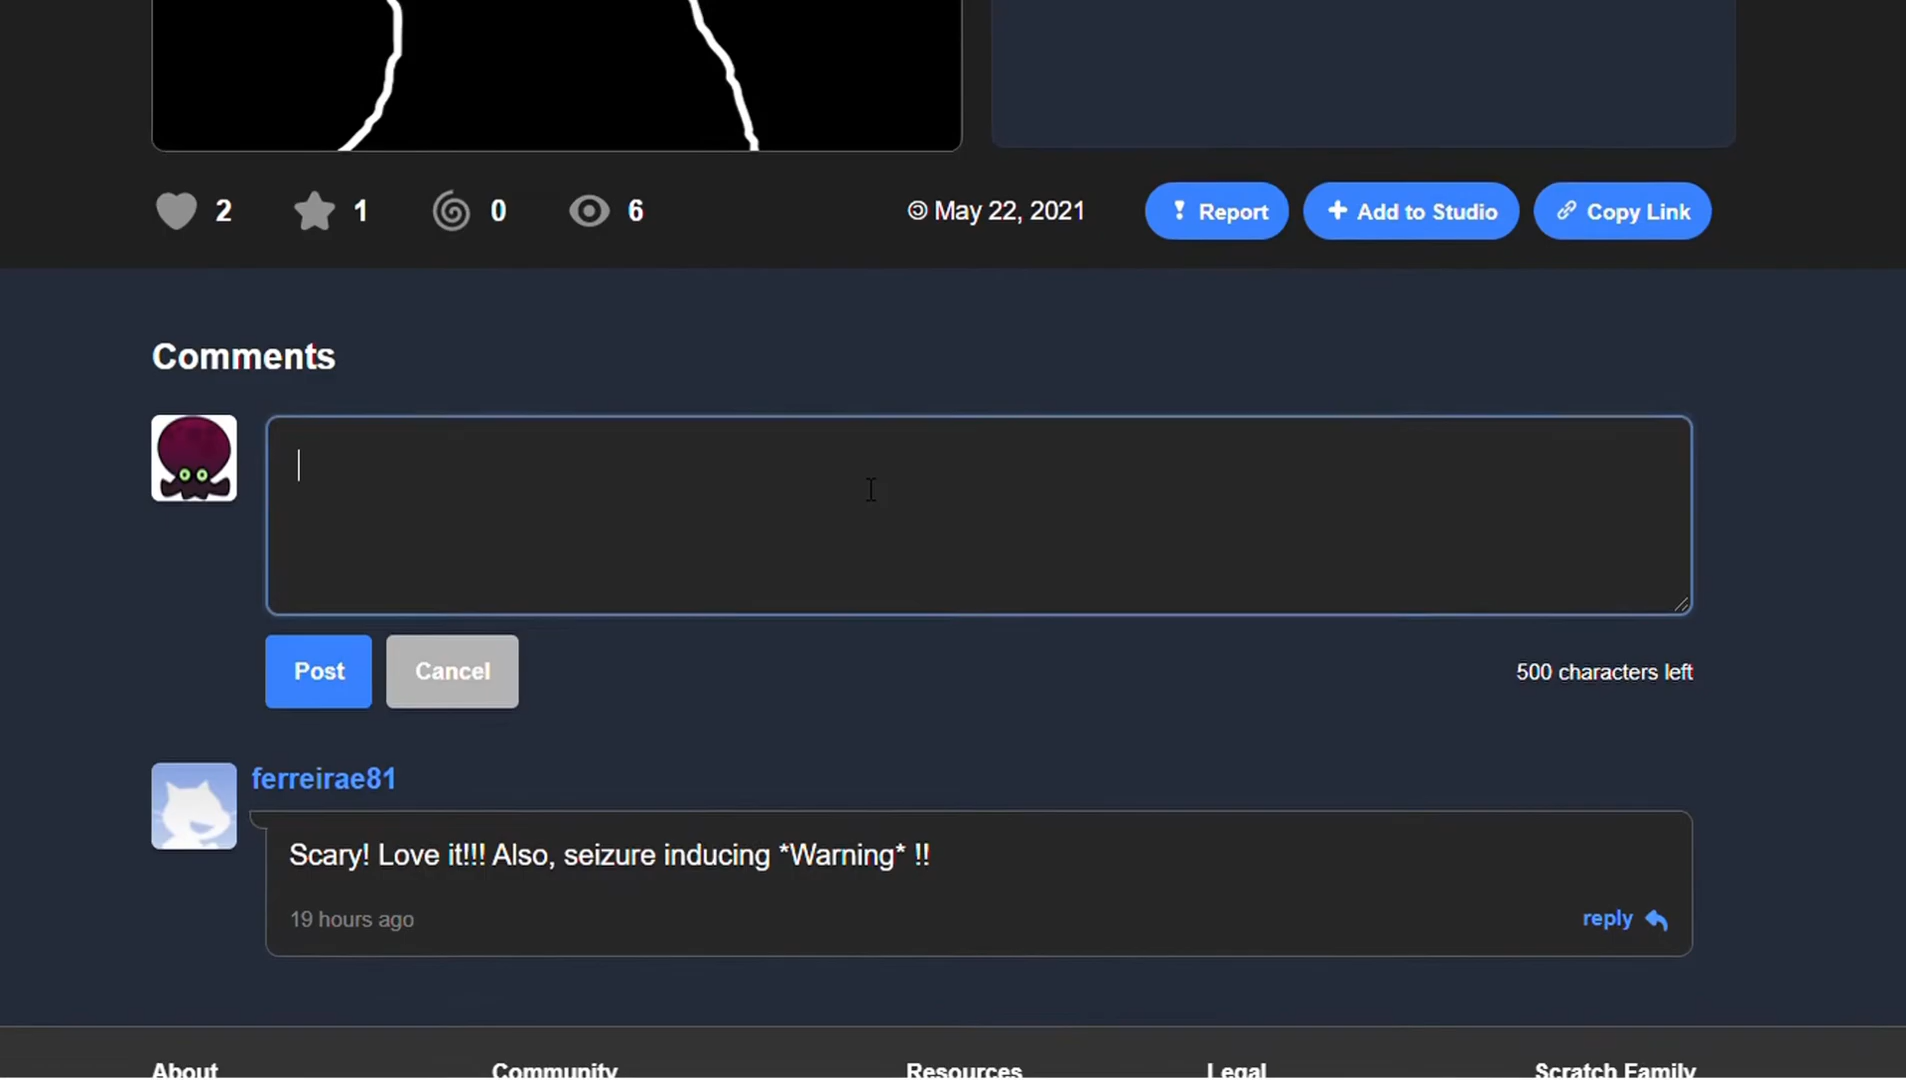 2 1 0 6 © May 22, 2021 Report Add to Studio Copy Link
Comments
Post Cancel 500 characters left
ferreirae81
Scary! Love it!!! Also, seizure inducing *Warning* !!
19 hours ago reply
About Community Resources Legal Scratch Family